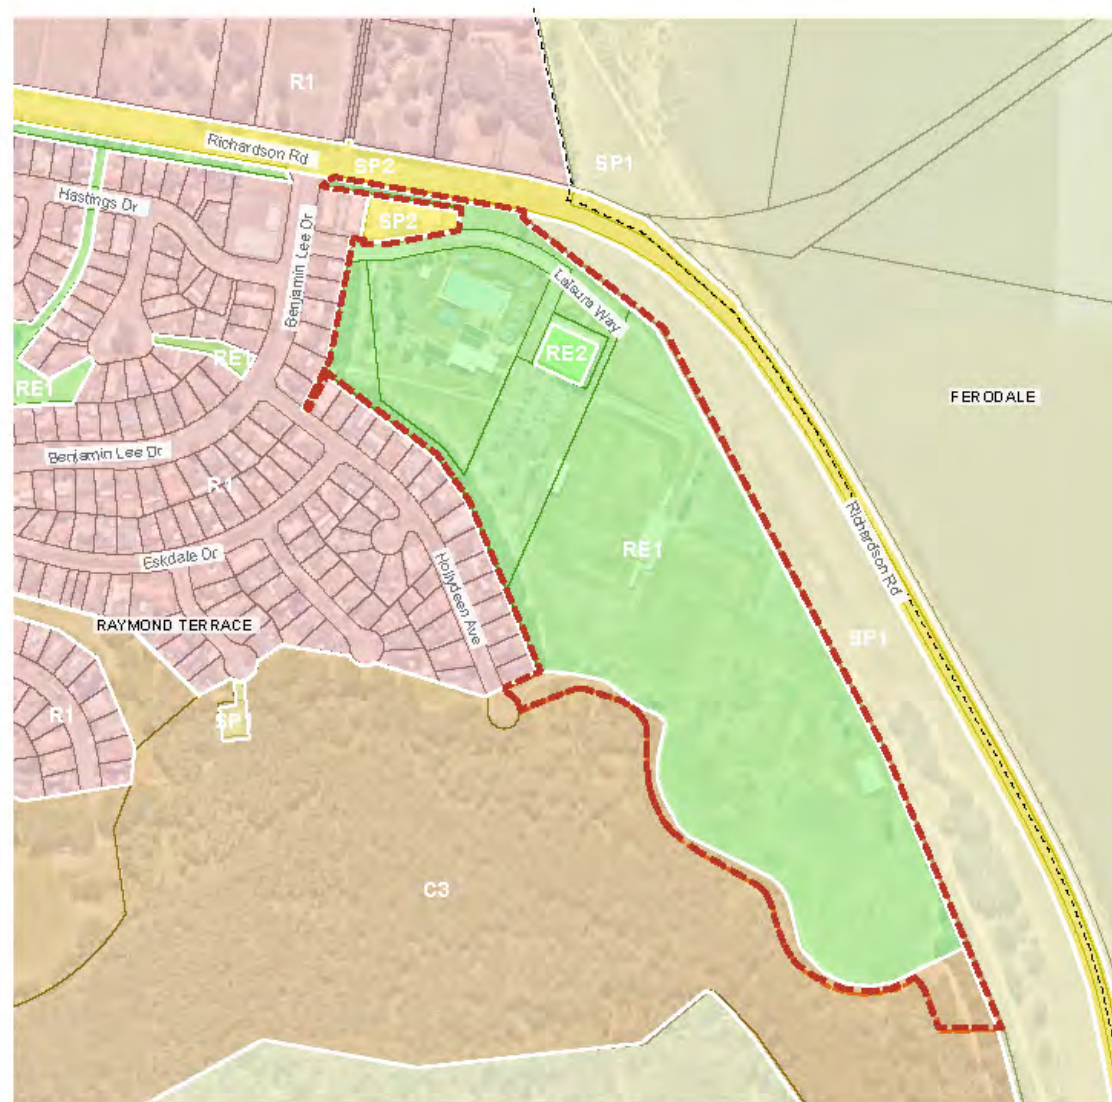 R1
Richardson Rd
SP2
SP1
Hastings Dr
SP2
Benjamin Lee Dr
Leisure Way
RE1
RE2
RE1
FERODALE
Benjamin Lee Dr
R1
Richardson Rd
Eskdale Dr
RE1
Hollydeen Ave
RAYMOND TERRACE
SP1
R1
SP1
C3